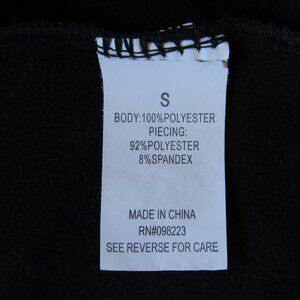 S
BODY:100%POLYESTER
PIECING:
92%POLYESTER
8%SPANDEX
MADE IN CHINA
RN#098223
SEE REVERSE FOR CARE